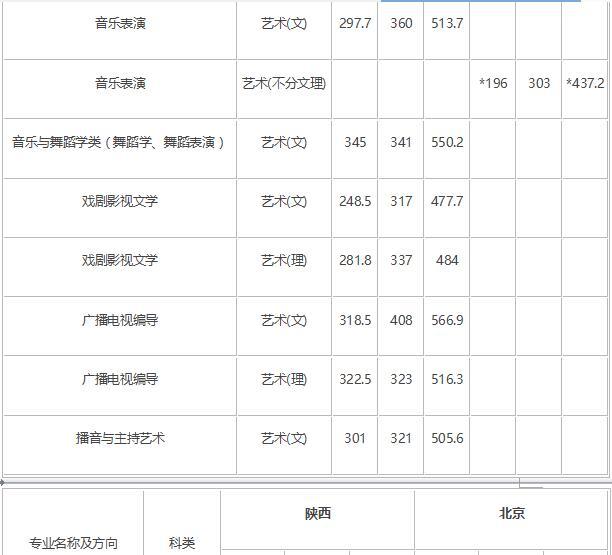 音乐表演 艺术(文) 297.7 360 513.7
音乐表演 艺术(不分文理) *196 303 *437.2
音乐与舞蹈学类（舞蹈学、舞蹈表演） 艺术(文) 345 341 550.2
戏剧影视文学 艺术(文) 248.5 317 477.7
戏剧影视文学 艺术(理) 281.8 337 484
广播电视编导 艺术(文) 318.5 408 566.9
广播电视编导 艺术(理) 322.5 323 516.3
播音与主持艺术 艺术(文) 301 321 505.6
陕西 北京
专业名称及方向 科类